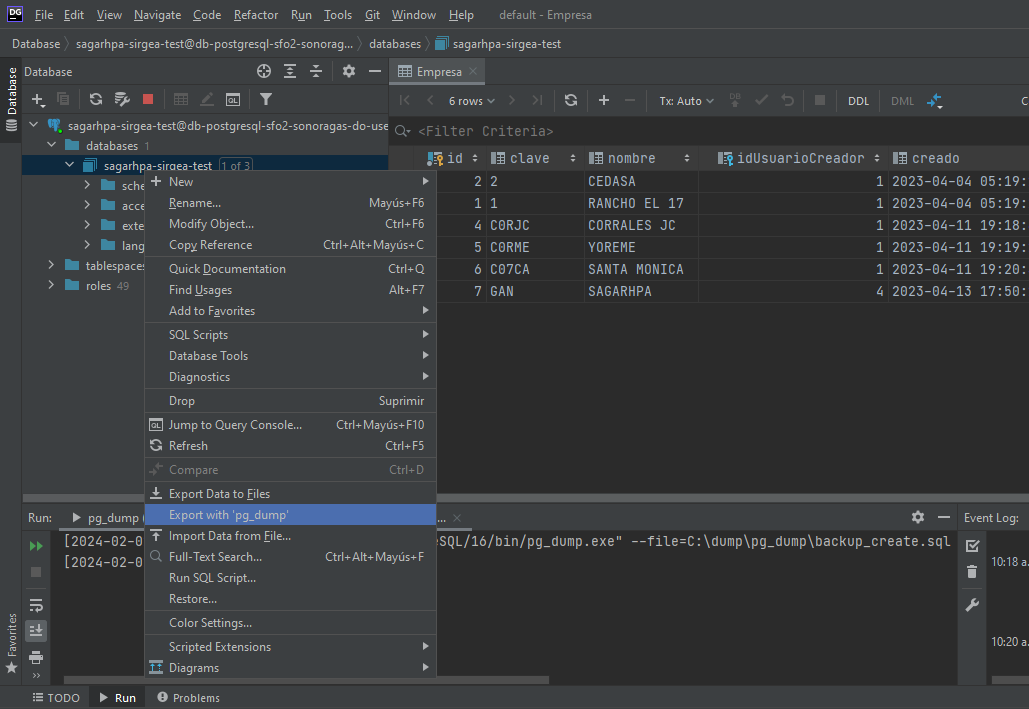 DG File Edit View Navigate Code Refactor Run Tools Git Window Help default - Empresa
Database sagarhpa-sirgea-test@db-postgresql-sfo2-sonorag... databases sagarhpa-sirgea-test
Database
Database
Empresa
6 rows Tx: Auto DB DDL DML C
<Filter Criteria>
sagarhpa-sirgea-test@db-postgresql-sfo2-sonoragas-do-use
databases 1
sagarhpa-sirgea-test 1 of 3
sche
acce
exte
lang
tablespaces
roles 49
id clave nombre idUsuarioCreador creado
2 2 CEDASA 1 2023-04-04 05:19:
1 1 RANCHO EL 17 1 2023-04-04 05:19:
4 C0RJC CORRALES JC 1 2023-04-11 19:18:
5 C0RME YOREME 1 2023-04-11 19:19:
6 C07CA SANTA MONICA 1 2023-04-11 19:20:
7 GAN SAGARHPA 4 2023-04-13 17:50:
New
Rename... Mayús+F6
Modify Object... Ctrl+F6
Copy Reference Ctrl+Alt+Mayús+C
Quick Documentation Ctrl+Q
Find Usages Alt+F7
Add to Favorites
SQL Scripts
Database Tools
Diagnostics
Drop Suprimir
QL Jump to Query Console... Ctrl+Mayús+F10
Refresh Ctrl+F5
Compare Ctrl+D
Export Data to Files
Export with 'pg_dump'
Import Data from File...
Full-Text Search... Ctrl+Alt+Mayús+F
Run SQL Script...
Restore...
Color Settings...
Scripted Extensions
Diagrams
Run: pg_dump ( ...
[2024-02-0 eSQL/16/bin/pg_dump.exe" --file=C:\dump\pg_dump\backup_create.sql
[2024-02-0
Event Log:
10:18 a.
10:20 a.
Favorites
TODO Run Problems